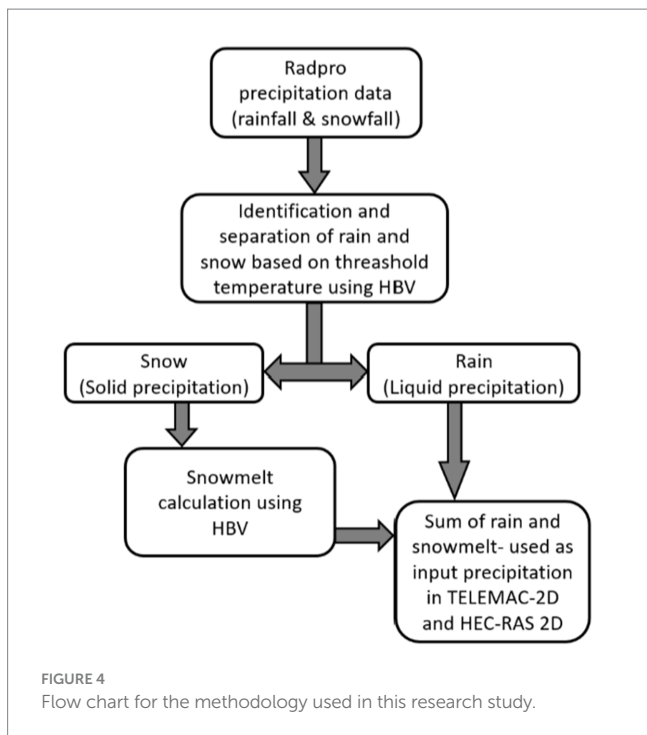 Radpro
precipitation data
(rainfall & snowfall)
Identification and
separation of rain and
snow based on threashold
temperature using HBV
Snow
(Solid precipitation)
Rain
(Liquid precipitation)
Snowmelt
calculation using
HBV
Sum of rain and
snowmelt- used as
input precipitation
in TELEMAC-2D
and HEC-RAS 2D
FIGURE 4
Flow chart for the methodology used in this research study.